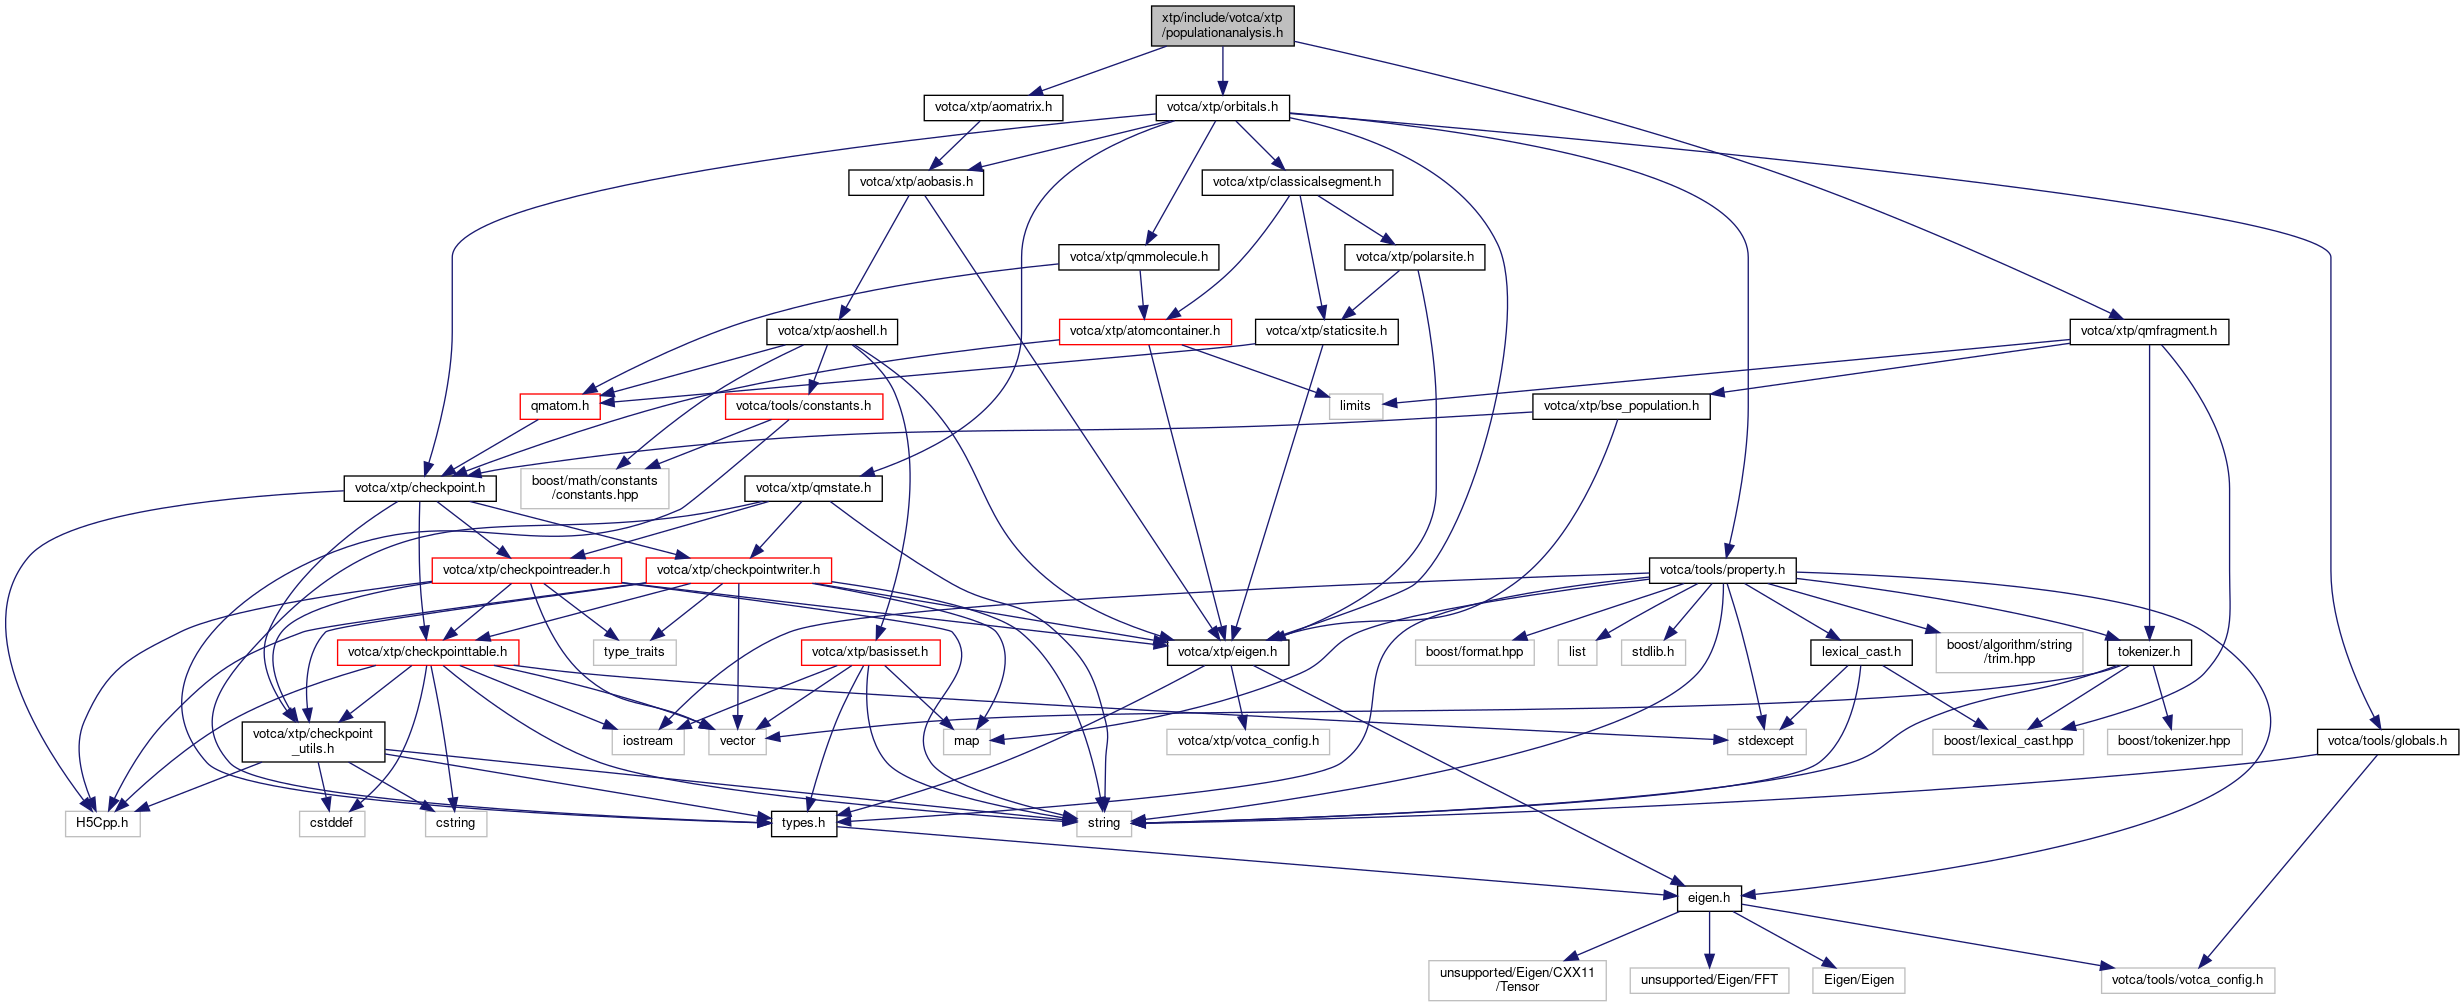 xtp/include/votca/xtp
/populationanalysis.h
votca/xtp/aomatrix.h
votca/xtp/orbitals.h
votca/xtp/aobasis.h
votca/xtp/classicalsegment.h
votca/xtp/qmmolecule.h
votca/xtp/polarsite.h
votca/xtp/aoshell.h
votca/xtp/atomcontainer.h
votca/xtp/staticsite.h
votca/xtp/qmfragment.h
qmatom.h
votca/tools/constants.h
limits
votca/xtp/bse_population.h
votca/xtp/checkpoint.h
boost/math/constants
/constants.hpp
votca/xtp/qmstate.h
votca/xtp/checkpointreader.h
votca/xtp/checkpointwriter.h
votca/tools/property.h
votca/xtp/checkpointtable.h
type_traits
votca/xtp/basisset.h
votca/xtp/eigen.h
boost/format.hpp
list
stdlib.h
lexical_cast.h
boost/algorithm/string
/trim.hpp
tokenizer.h
votca/xtp/checkpoint
_utils.h
iostream
vector
map
votca/xtp/votca_config.h
stdexcept
boost/lexical_cast.hpp
boost/tokenizer.hpp
votca/tools/globals.h
H5Cpp.h
cstddef
cstring
types.h
string
eigen.h
unsupported/Eigen/CXX11
/Tensor
unsupported/Eigen/FFT
Eigen/Eigen
votca/tools/votca_config.h